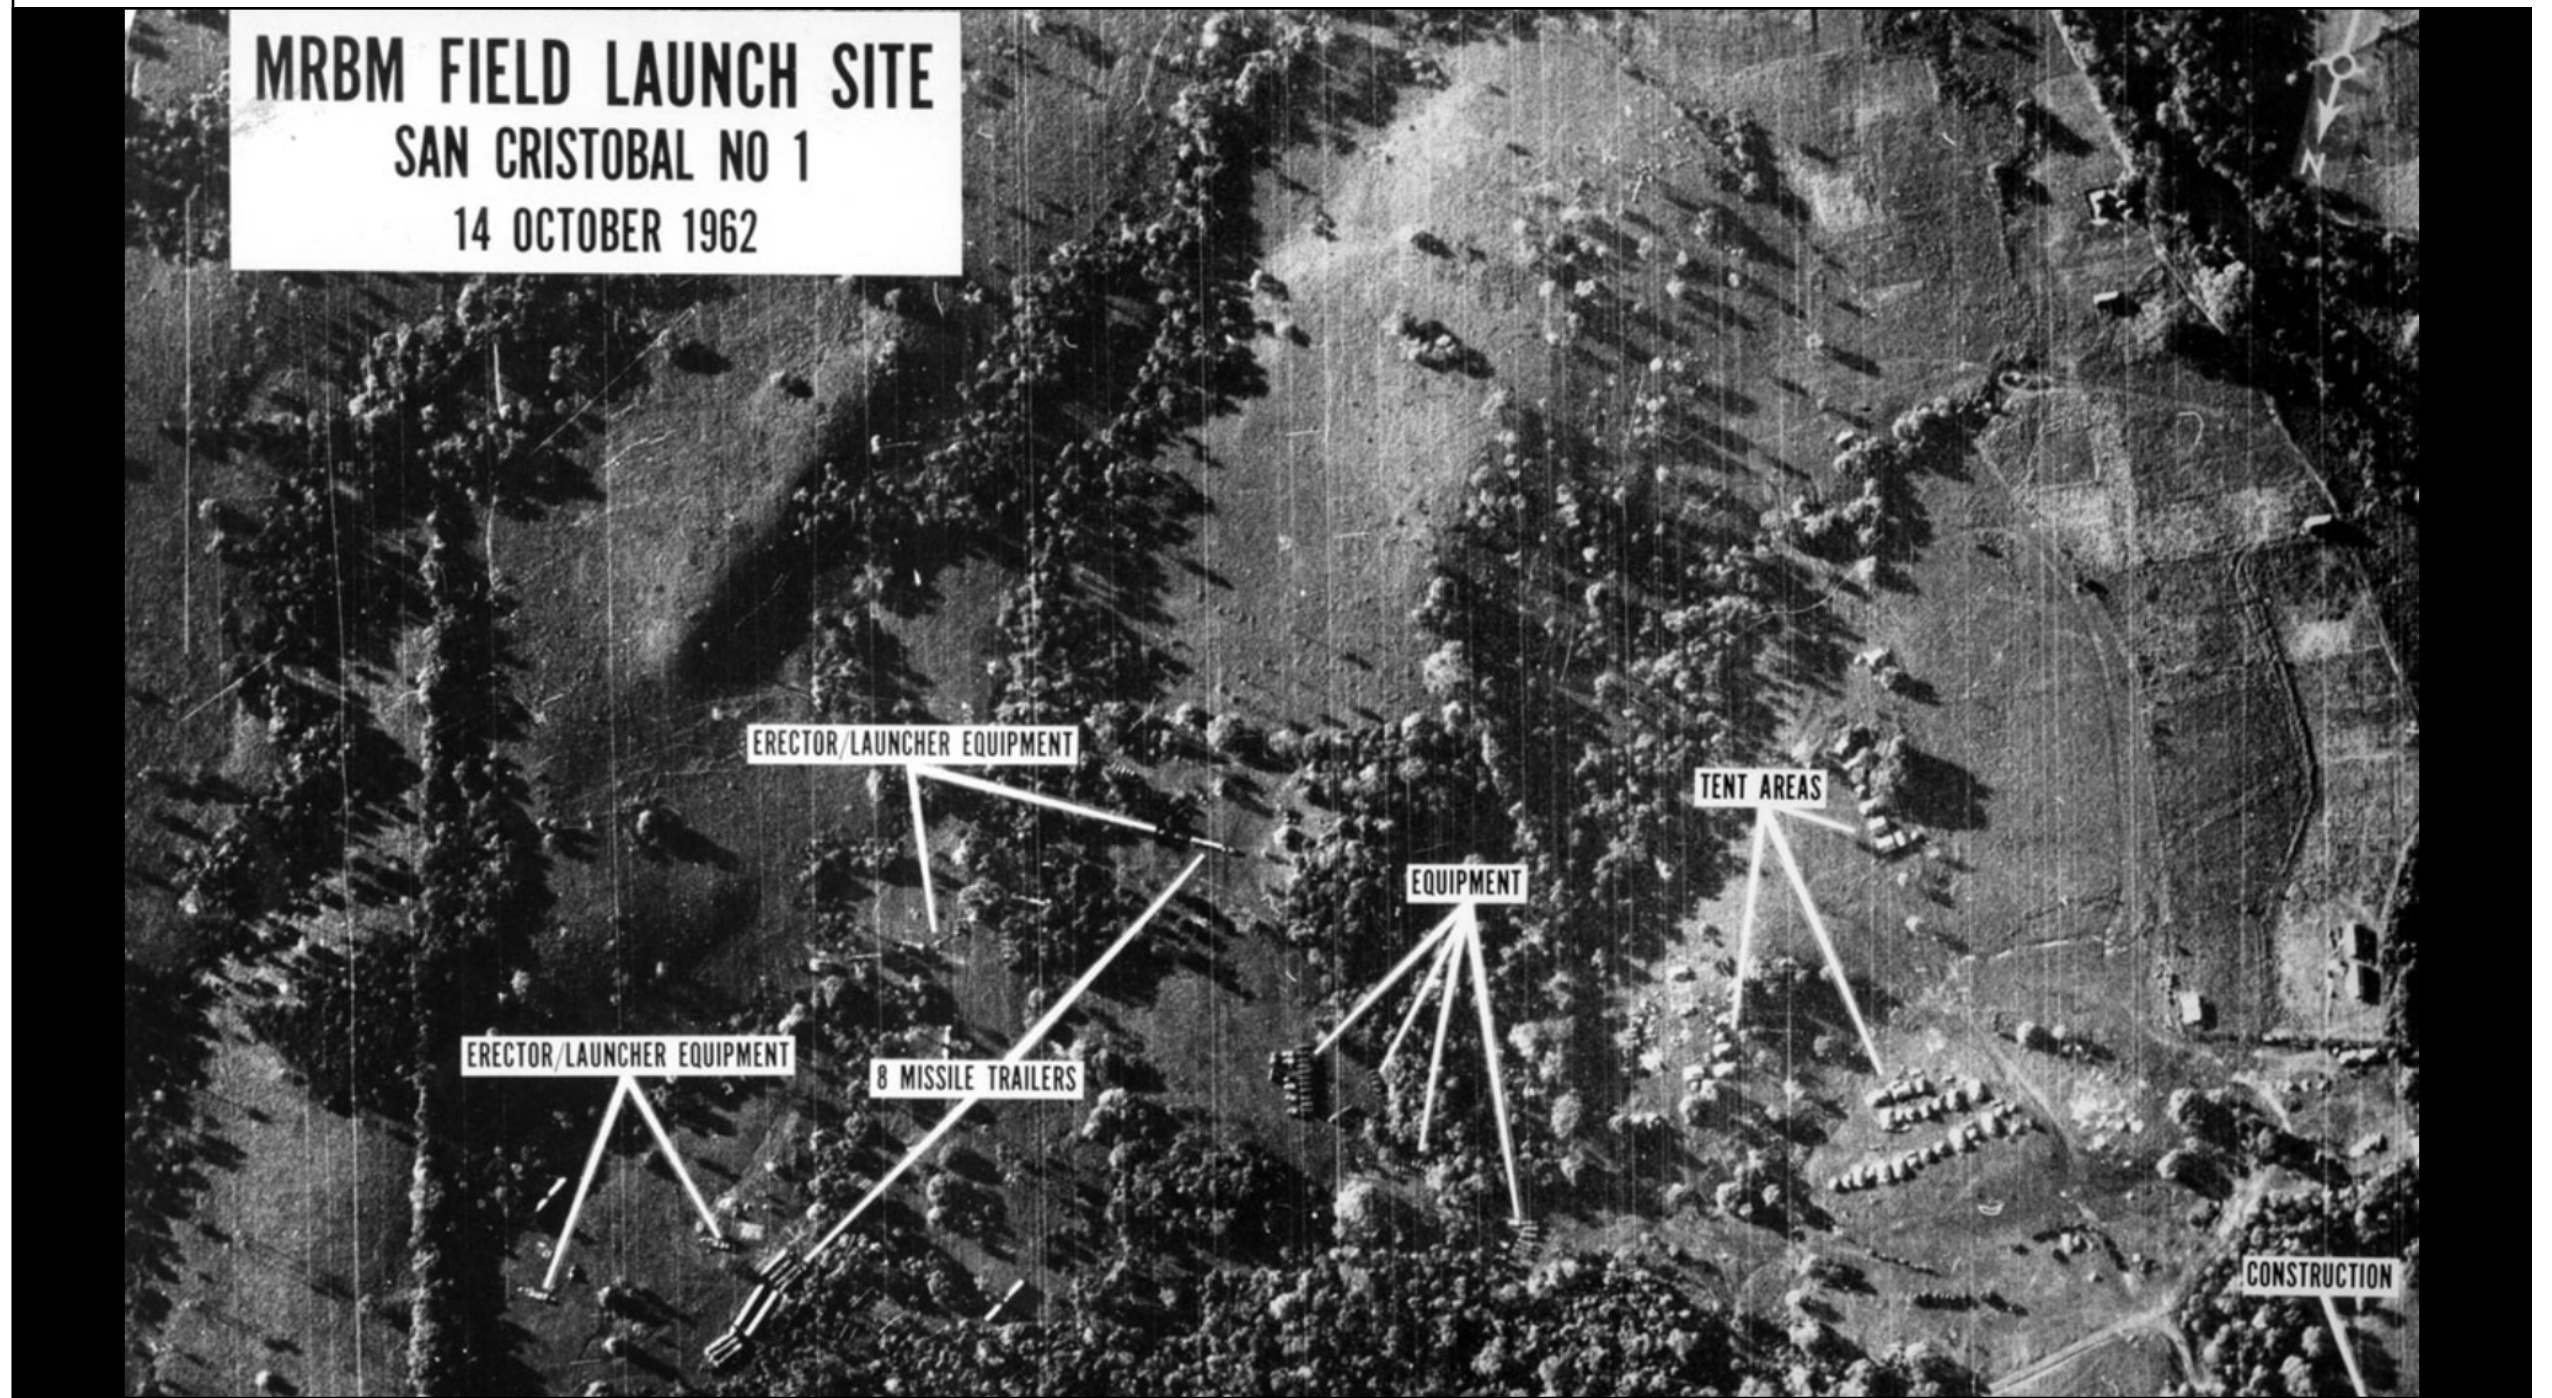 MRBM FIELD LAUNCH SITE
SAN CRISTOBAL NO 1
14 OCTOBER 1962
N
ERECTOR/LAUNCHER EQUIPMENT
TENT AREAS
EQUIPMENT
ERECTOR/LAUNCHER EQUIPMENT
8 MISSILE TRAILERS
CONSTRUCTION